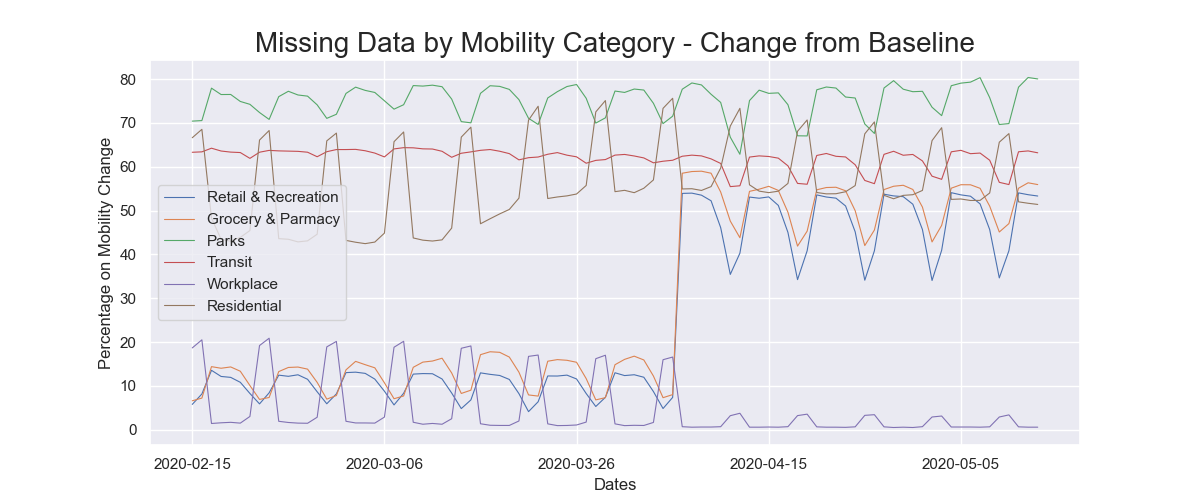 Missing Data by Mobility Category - Change from Baseline
Percentage on Mobility Change
80
70
60
50
40
30
20
10
0
Retail & Recreation
Grocery & Parmacy
Parks
Transit
Workplace
Residential
2020-02-15
2020-03-06
2020-03-26
2020-04-15
2020-05-05
Dates